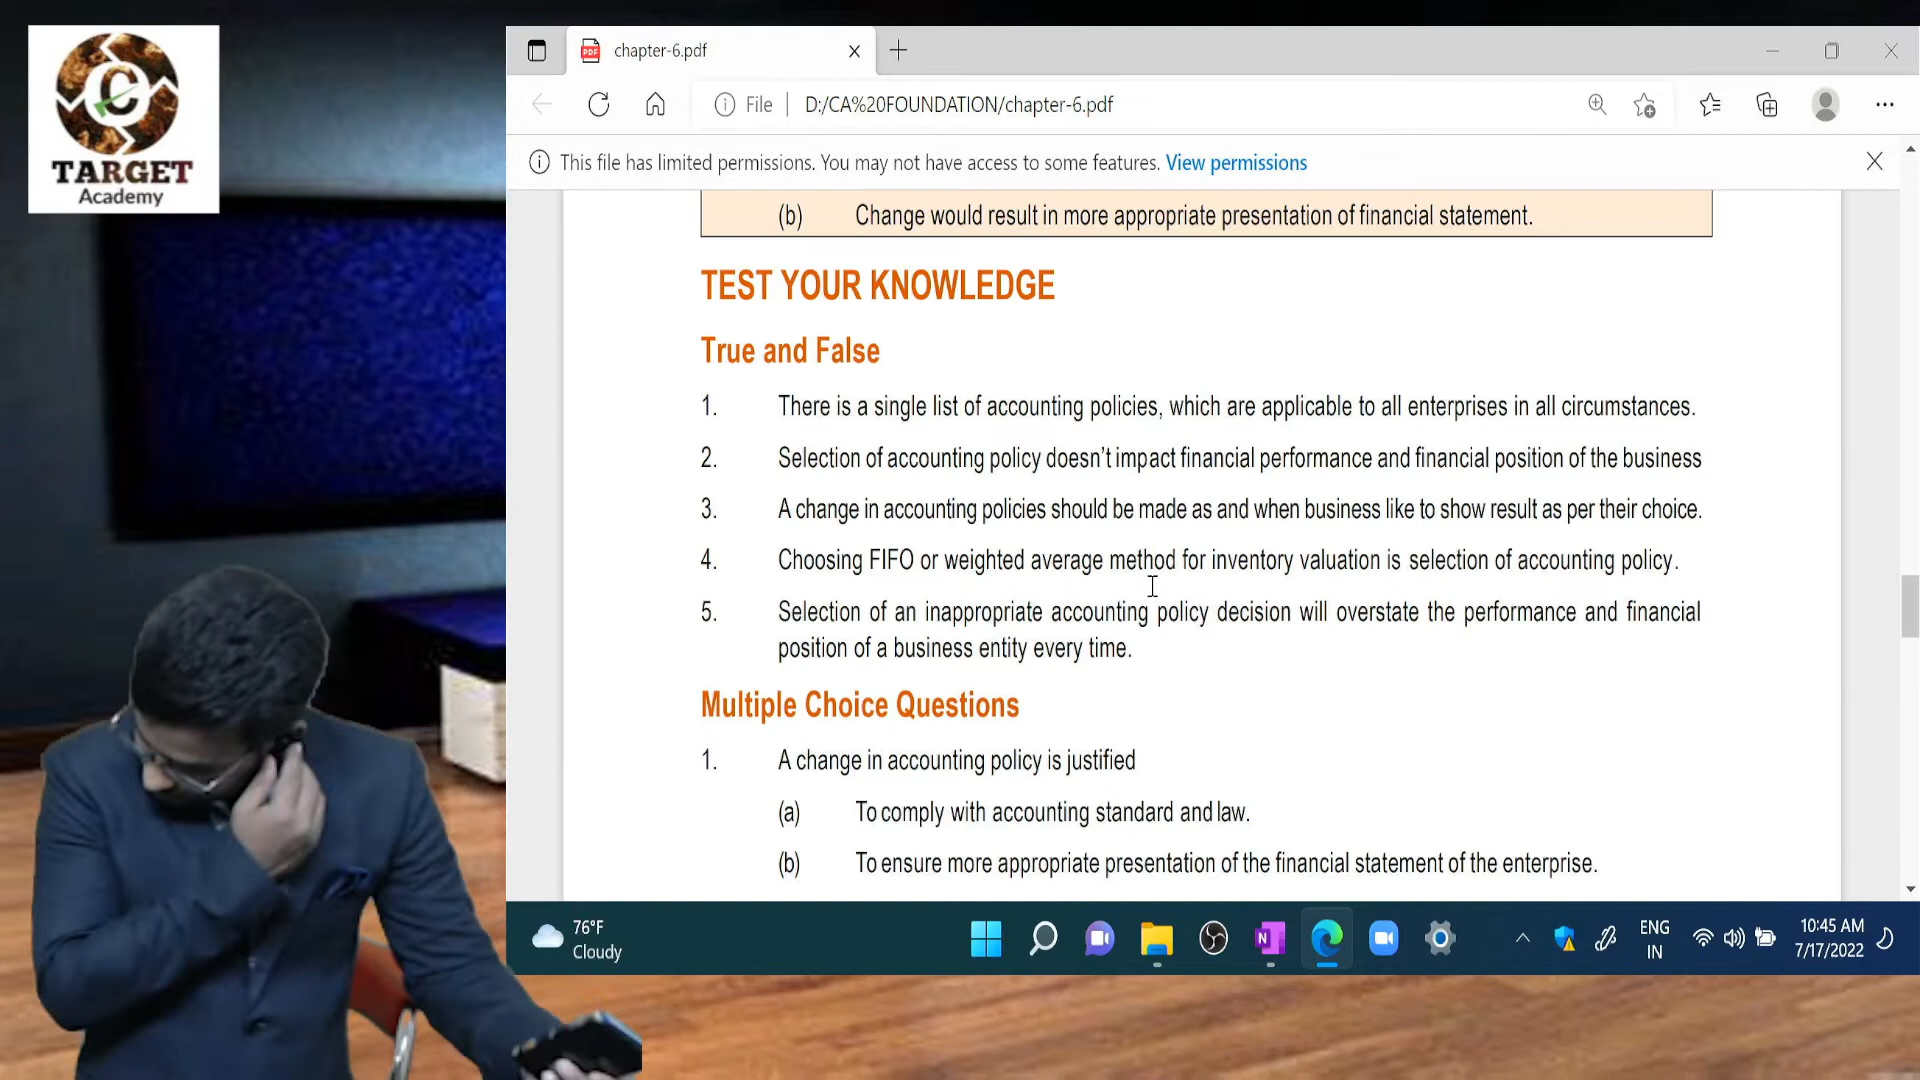 C
TARGET
Academy
chapter-6.pdf
File D:/CA%20FOUNDATION/chapter-6.pdf
This file has limited permissions. You may not have access to some features. View permissions
(b) Change would result in more appropriate presentation of financial statement.
TEST YOUR KNOWLEDGE
True and False
1. There is a single list of accounting policies, which are applicable to all enterprises in all circumstances.
2. Selection of accounting policy doesn't impact financial performance and financial position of the business
3. A change in accounting policies should be made as and when business like to show result as per their choice.
4. Choosing FIFO or weighted average method for inventory valuation is selection of accounting policy.
5. Selection of an inappropriate accounting policy decision will overstate the performance and financial
position of a business entity every time.
Multiple Choice Questions
1. A change in accounting policy is justified
(a) To comply with accounting standard and law.
(b) To ensure more appropriate presentation of the financial statement of the enterprise.
76°F
Cloudy
ENG
IN
10:45 AM
7/17/2022